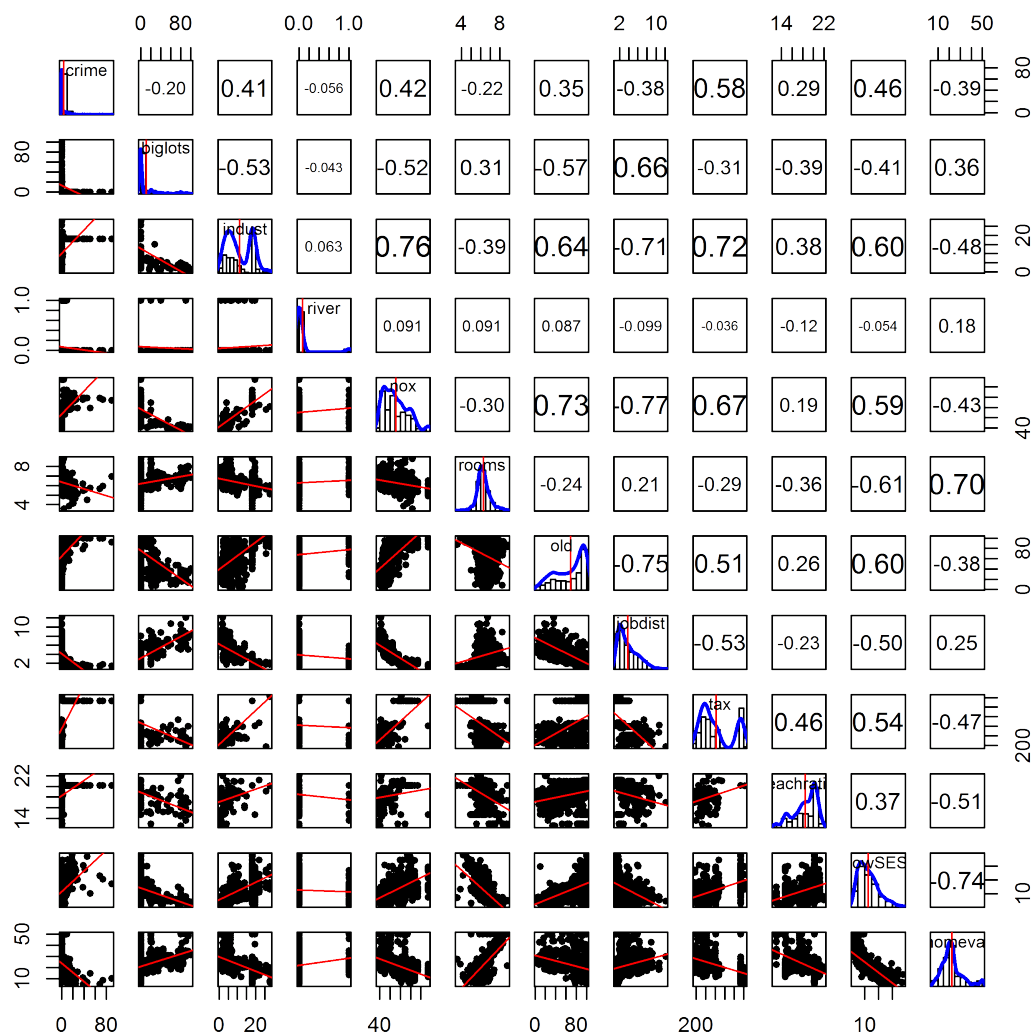 0 80 0.0 1.0 4 8 2 10 14 22 10 50
crime -0.20 0.41 -0.056 0.42 -0.22 0.35 -0.38 0.58 0.29 0.46 -0.39 0 40 80
0 80 biglots -0.53 -0.043 -0.52 0.31 -0.57 0.66 -0.31 -0.39 -0.41 0.36
indust 0.063 0.76 -0.39 0.64 -0.71 0.72 0.38 0.60 -0.48 0 20
0.0 1.0 river 0.091 0.091 0.087 -0.099 -0.036 -0.12 -0.054 0.18
nox -0.30 0.73 -0.77 0.67 0.19 0.59 -0.43 40
4 8 rooms -0.24 0.21 -0.29 -0.36 -0.61 0.70
old -0.75 0.51 0.26 0.60 -0.38 0 80
2 10 jobdist -0.53 -0.23 -0.50 0.25
tax 0.46 0.54 -0.47 200
14 22 eachrati 0.37 -0.51
owSES -0.74 10
10 50 homeva
0 80 0 20 40 0 80 200 10